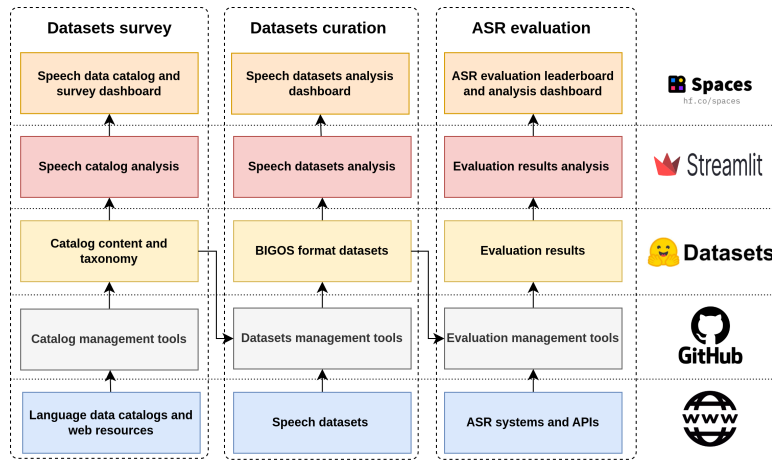 Datasets survey
Datasets curation
ASR evaluation
Speech data catalog and
survey dashboard
Speech datasets analysis
dashboard
ASR evaluation leaderboard
and analysis dashboard
Spaces
hf.co/spaces
Speech catalog analysis
Speech datasets analysis
Evaluation results analysis
Streamlit
Catalog content and
taxonomy
BIGOS format datasets
Evaluation results
Datasets
Catalog management tools
Datasets management tools
Evaluation management tools
GitHub
Language data catalogs and
web resources
Speech datasets
ASR systems and APIs
WWW